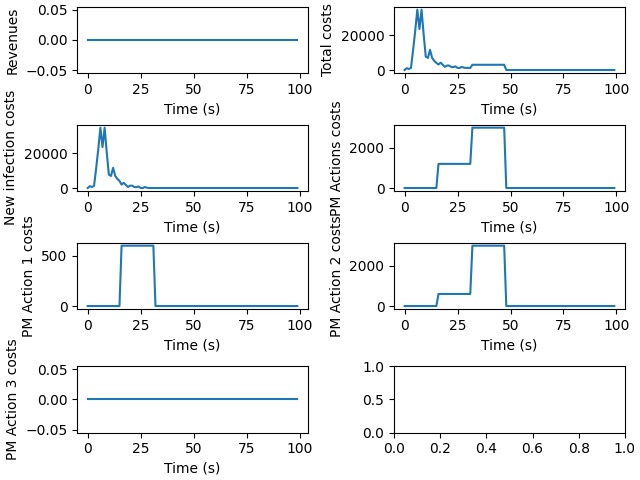 Revenues
0.05
0.00
−0.05
0 25 50 75 100
Time (s)
Total costs
20000
0
0 25 50 75 100
Time (s)
New infection costs
20000
0
0 25 50 75 100
Time (s)
PM Actions costs
2000
0
0 25 50 75 100
Time (s)
PM Action 1 costs
500
0
0 25 50 75 100
Time (s)
PM Action 2 costs
2000
0
0 25 50 75 100
Time (s)
PM Action 3 costs
0.05
0.00
−0.05
0 25 50 75 100
Time (s)
1.0
0.5
0.0
0.0 0.2 0.4 0.6 0.8 1.0